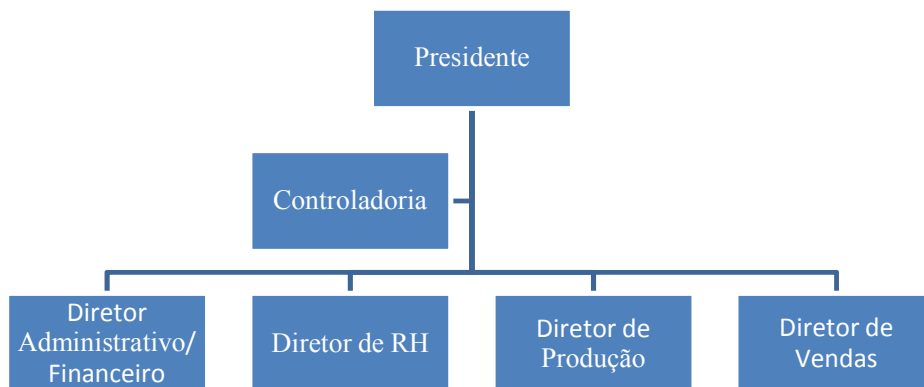 Presidente
Controladoria
Diretor
Administrativo/
Financeiro
Diretor de RH
Diretor de
Produção
Diretor de
Vendas